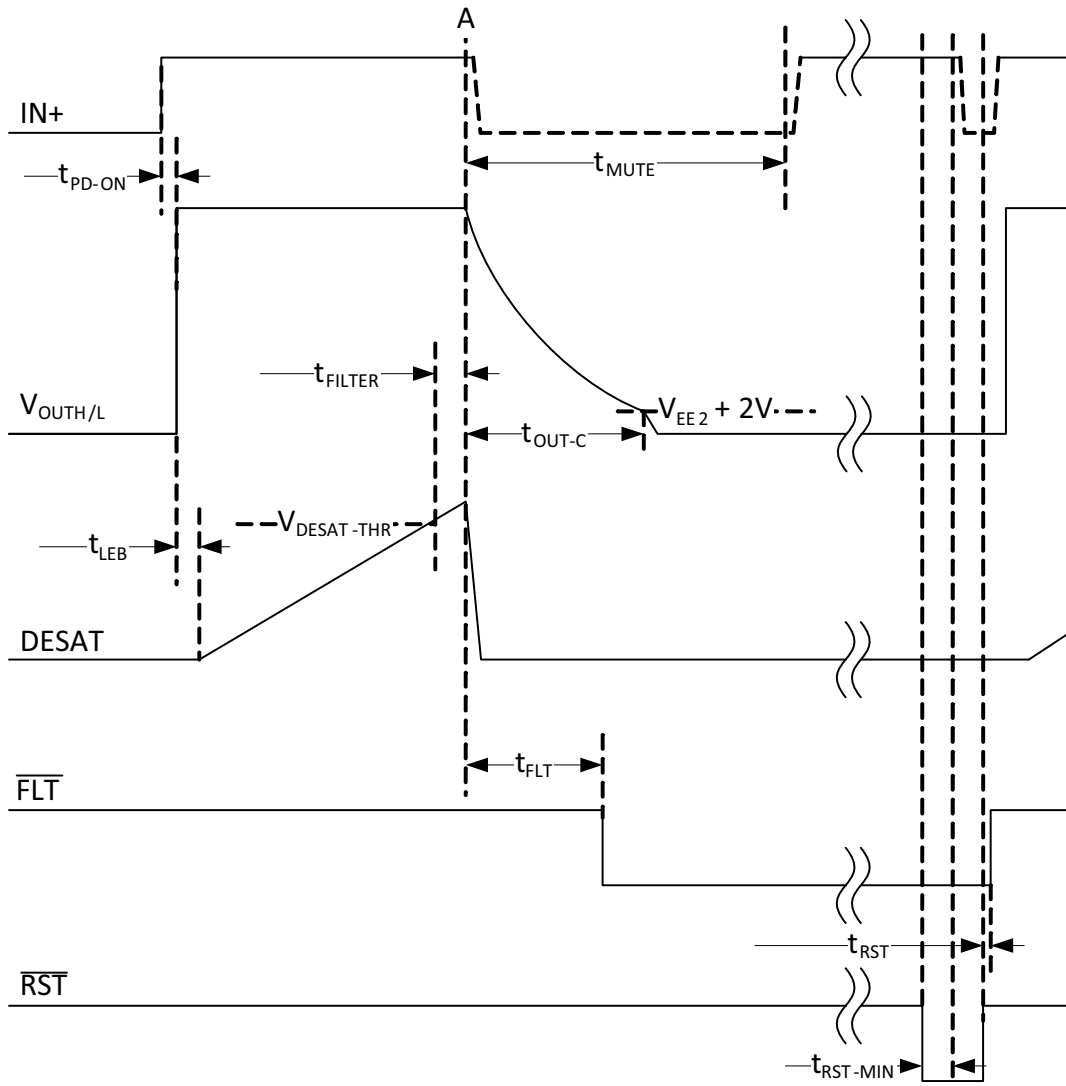 A
IN+
tPD-ON
tMUTE
tFILTER
VOUTH/L
VEE2 + 2V
tOUT-C
VDESAT-THR
tLEB
DESAT
tFLT
FLT
tRST
RST
tRST-MIN